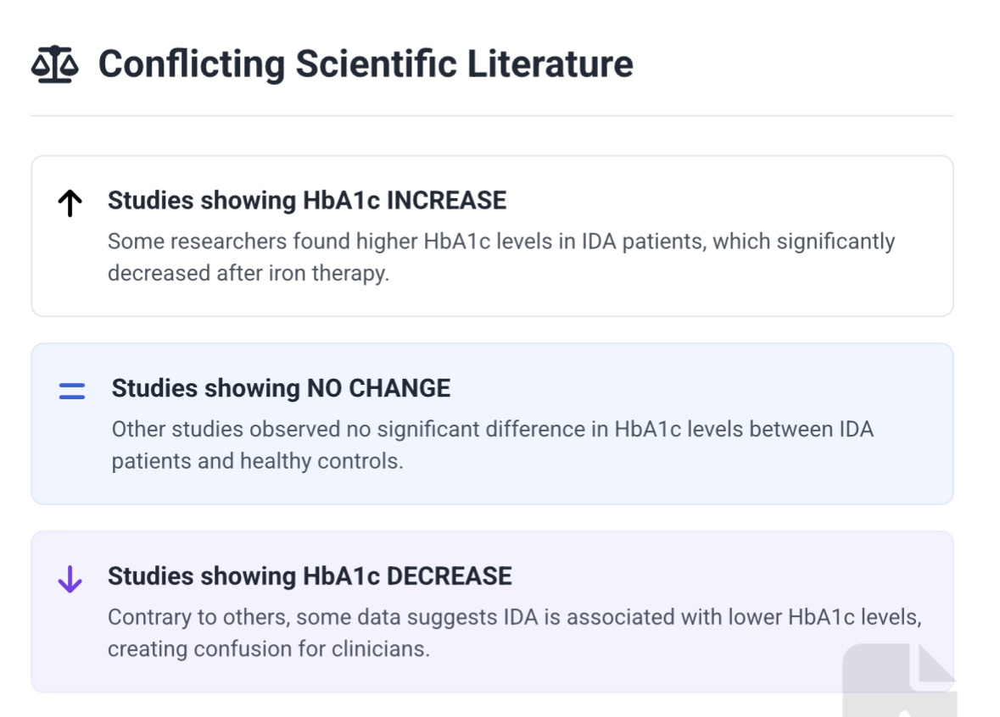 Conflicting Scientific Literature
Studies showing HbA1c INCREASE
Some researchers found higher HbA1c levels in IDA patients, which significantly
decreased after iron therapy.
Studies showing NO CHANGE
Other studies observed no significant difference in HbA1c levels between IDA
patients and healthy controls.
Studies showing HbA1c DECREASE
Contrary to others, some data suggests IDA is associated with lower HbA1c levels,
creating confusion for clinicians.